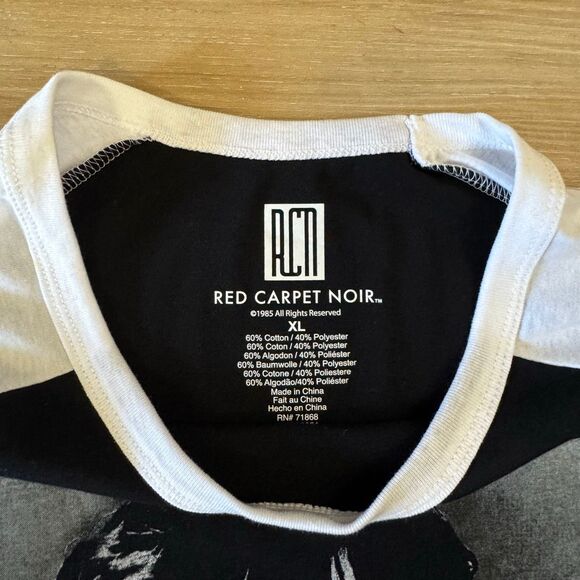 RCN
RED CARPET NOIR™
©1985 All Rights Reserved
XL
60% Cotton / 40% Polyester
60% Coton / 40% Polyester
60% Algodon / 40% Poliéster
60% Baumwolle / 40% Polyester
60% Cotone / 40% Poliestere
60% Algodão/40% Poliéster
Made in China
Fait au Chine
Hecho en China
RN# 71868